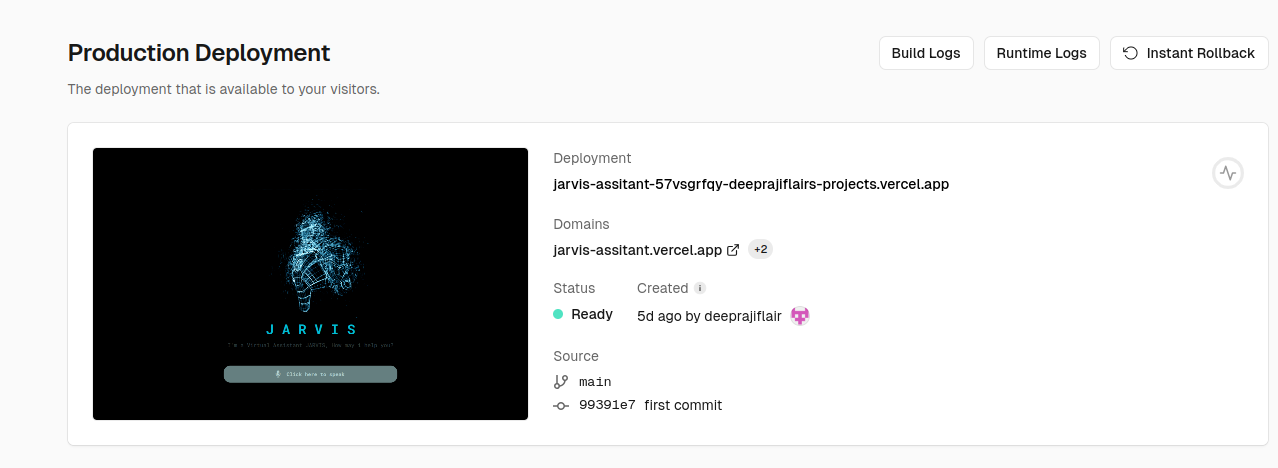 Production Deployment
Build Logs
Runtime Logs
Instant Rollback
The deployment that is available to your visitors.
Deployment
jarvis-assitant-57vsgrfqy-deeprajiflairs-projects.vercel.app
Domains
jarvis-assitant.vercel.app +2
Status
Created
Ready
5d ago by deeprajiflair
Source
main
99391e7 first commit
JARVIS
I'm a Virtual Assistant JARVIS, How may I help you?
Click here to speak